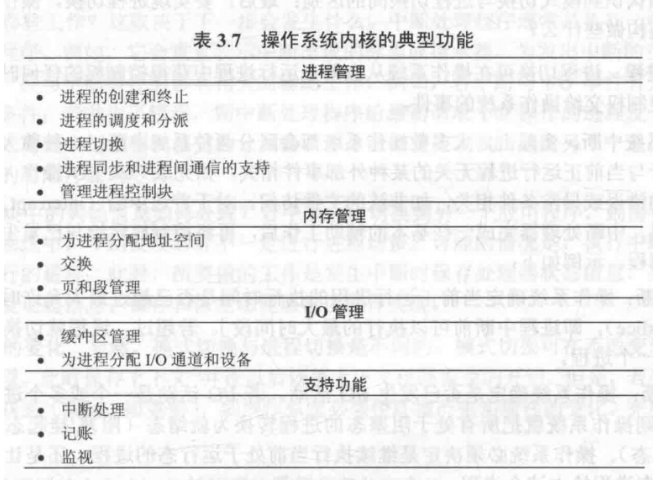 表 3.7 操作系统内核的典型功能
进程管理
• 进程的创建和终止
• 进程的调度和分派
• 进程切换
• 进程同步和进程间通信的支持
• 管理进程控制块
内存管理
• 为进程分配地址空间
• 交换
• 页和段管理
I/O 管理
• 缓冲区管理
• 为进程分配 I/O 通道和设备
支持功能
• 中断处理
• 记账
• 监视